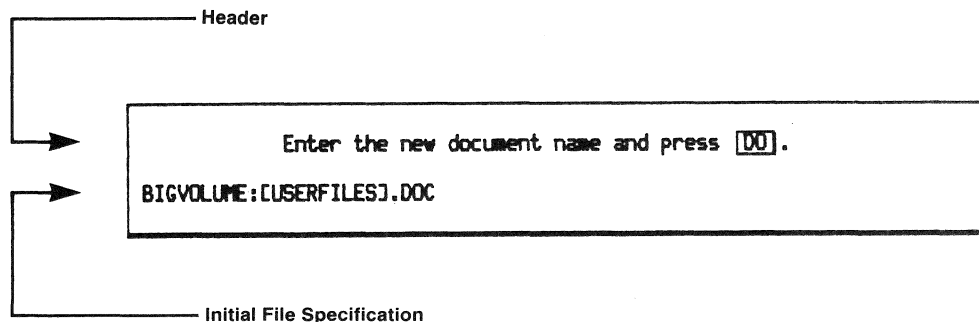 Header
Enter the new document name and press DO.
BIGVOLUME:[USERFILES].DOC
Initial File Specification